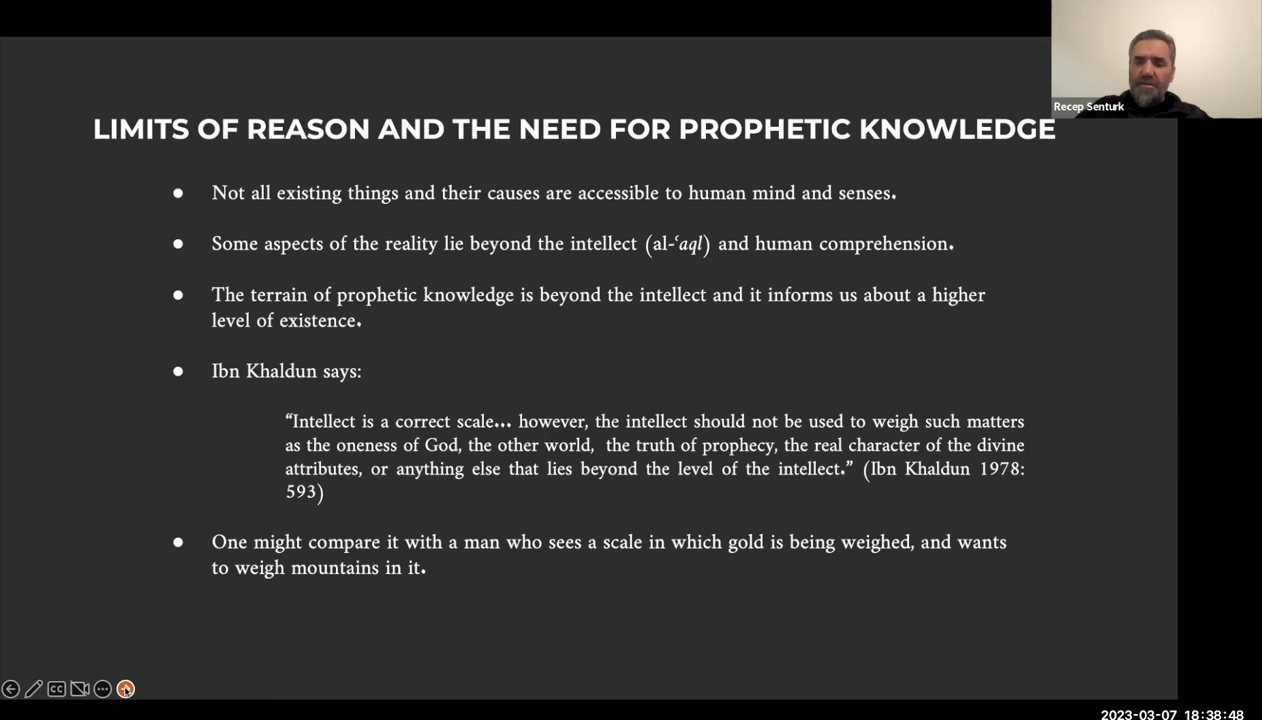 Recep Senturk
LIMITS OF REASON AND THE NEED FOR PROPHETIC KNOWLEDGE
● Not all existing things and their causes are accessible to human mind and senses.
● Some aspects of the reality lie beyond the intellect (al-ʿaql) and human comprehension.
● The terrain of prophetic knowledge is beyond the intellect and it informs us about a higher
level of existence.
● Ibn Khaldun says:
“Intellect is a correct scale... however, the intellect should not be used to weigh such matters
as the oneness of God, the other world, the truth of prophecy, the real character of the divine
attributes, or anything else that lies beyond the level of the intellect.” (Ibn Khaldun 1978:
593)
● One might compare it with a man who sees a scale in which gold is being weighed, and wants
to weigh mountains in it.
CC
2023-03-07 18:38:48